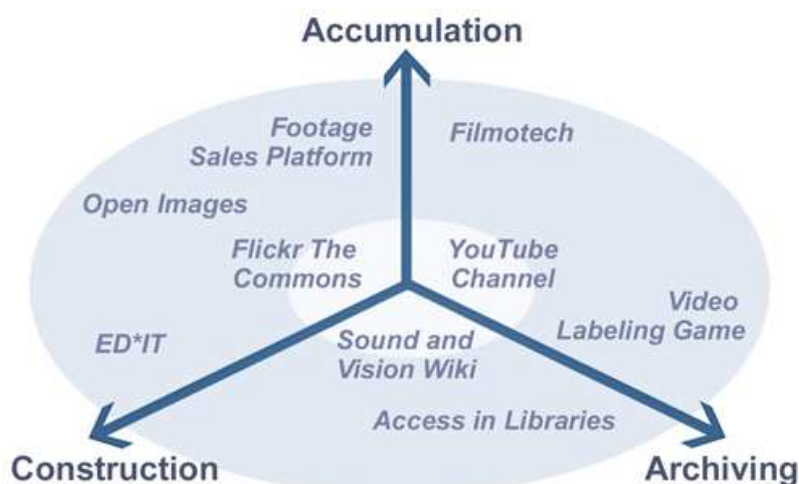 Accumulation
Footage
Sales Platform
Filmotech
Open Images
Flickr The
Commons
YouTube
Channel
Video
Labeling Game
ED*IT
Sound and
Vision Wiki
Access in Libraries
Construction
Archiving